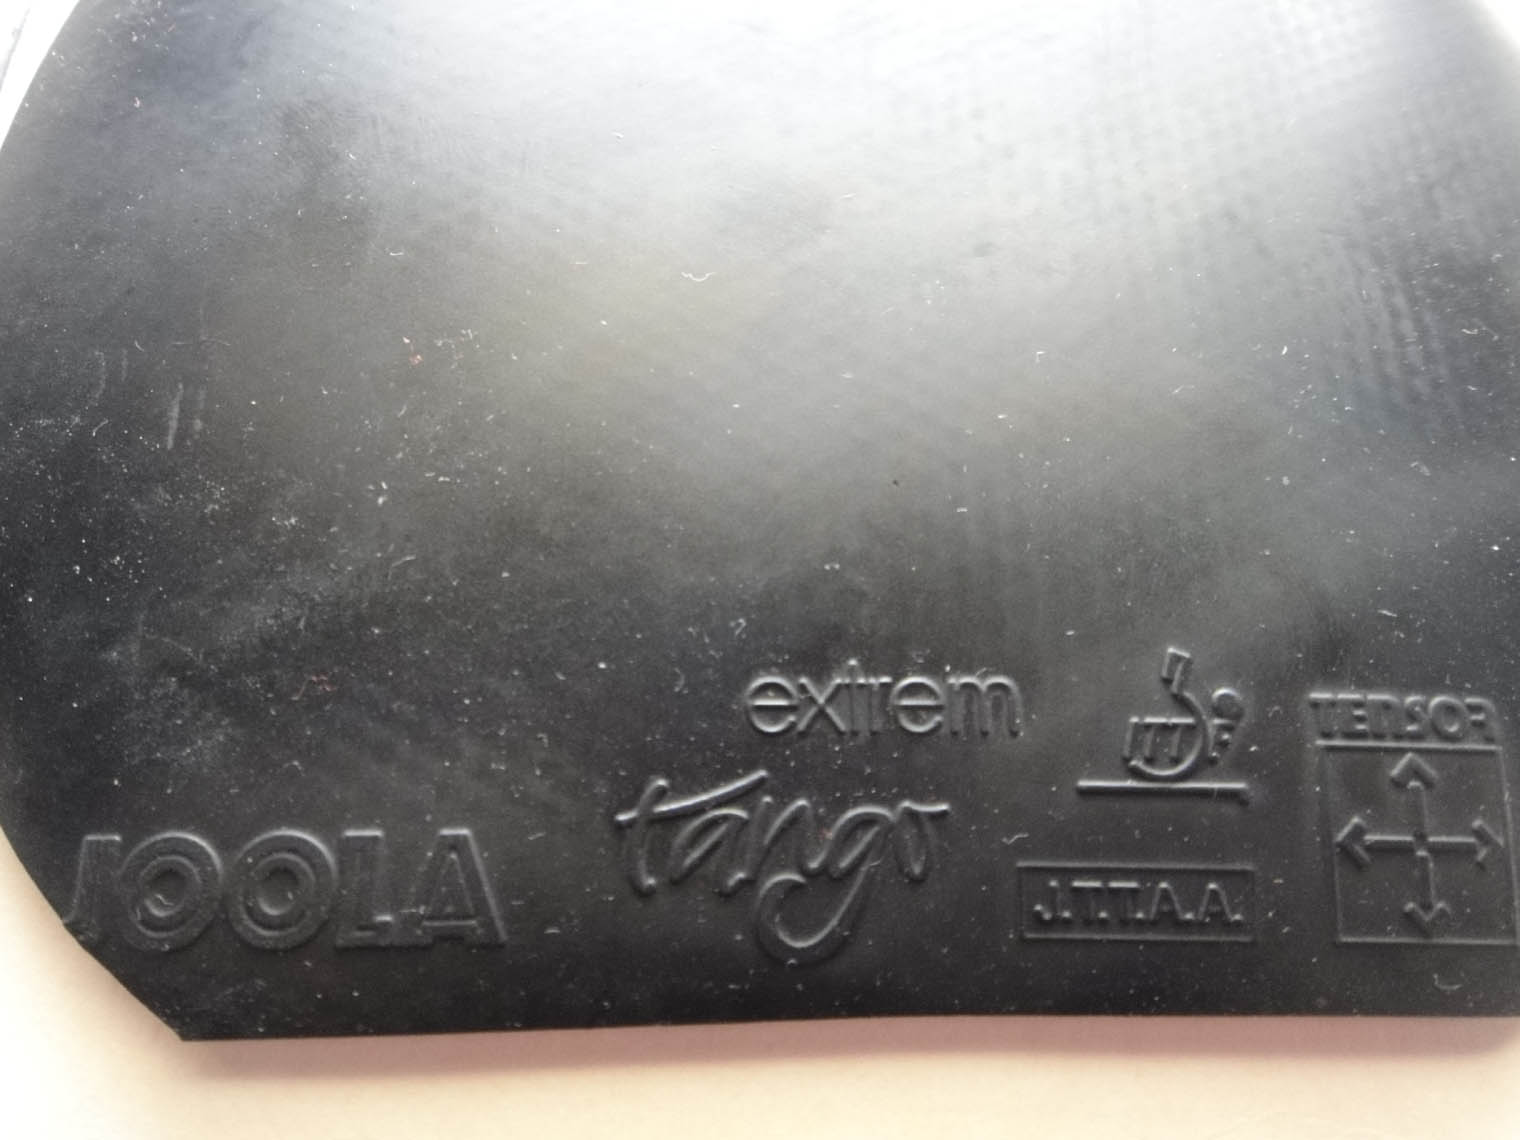 extrem
tango
JOOLA
ITTF
J.T.T.A.A.
TENSOR